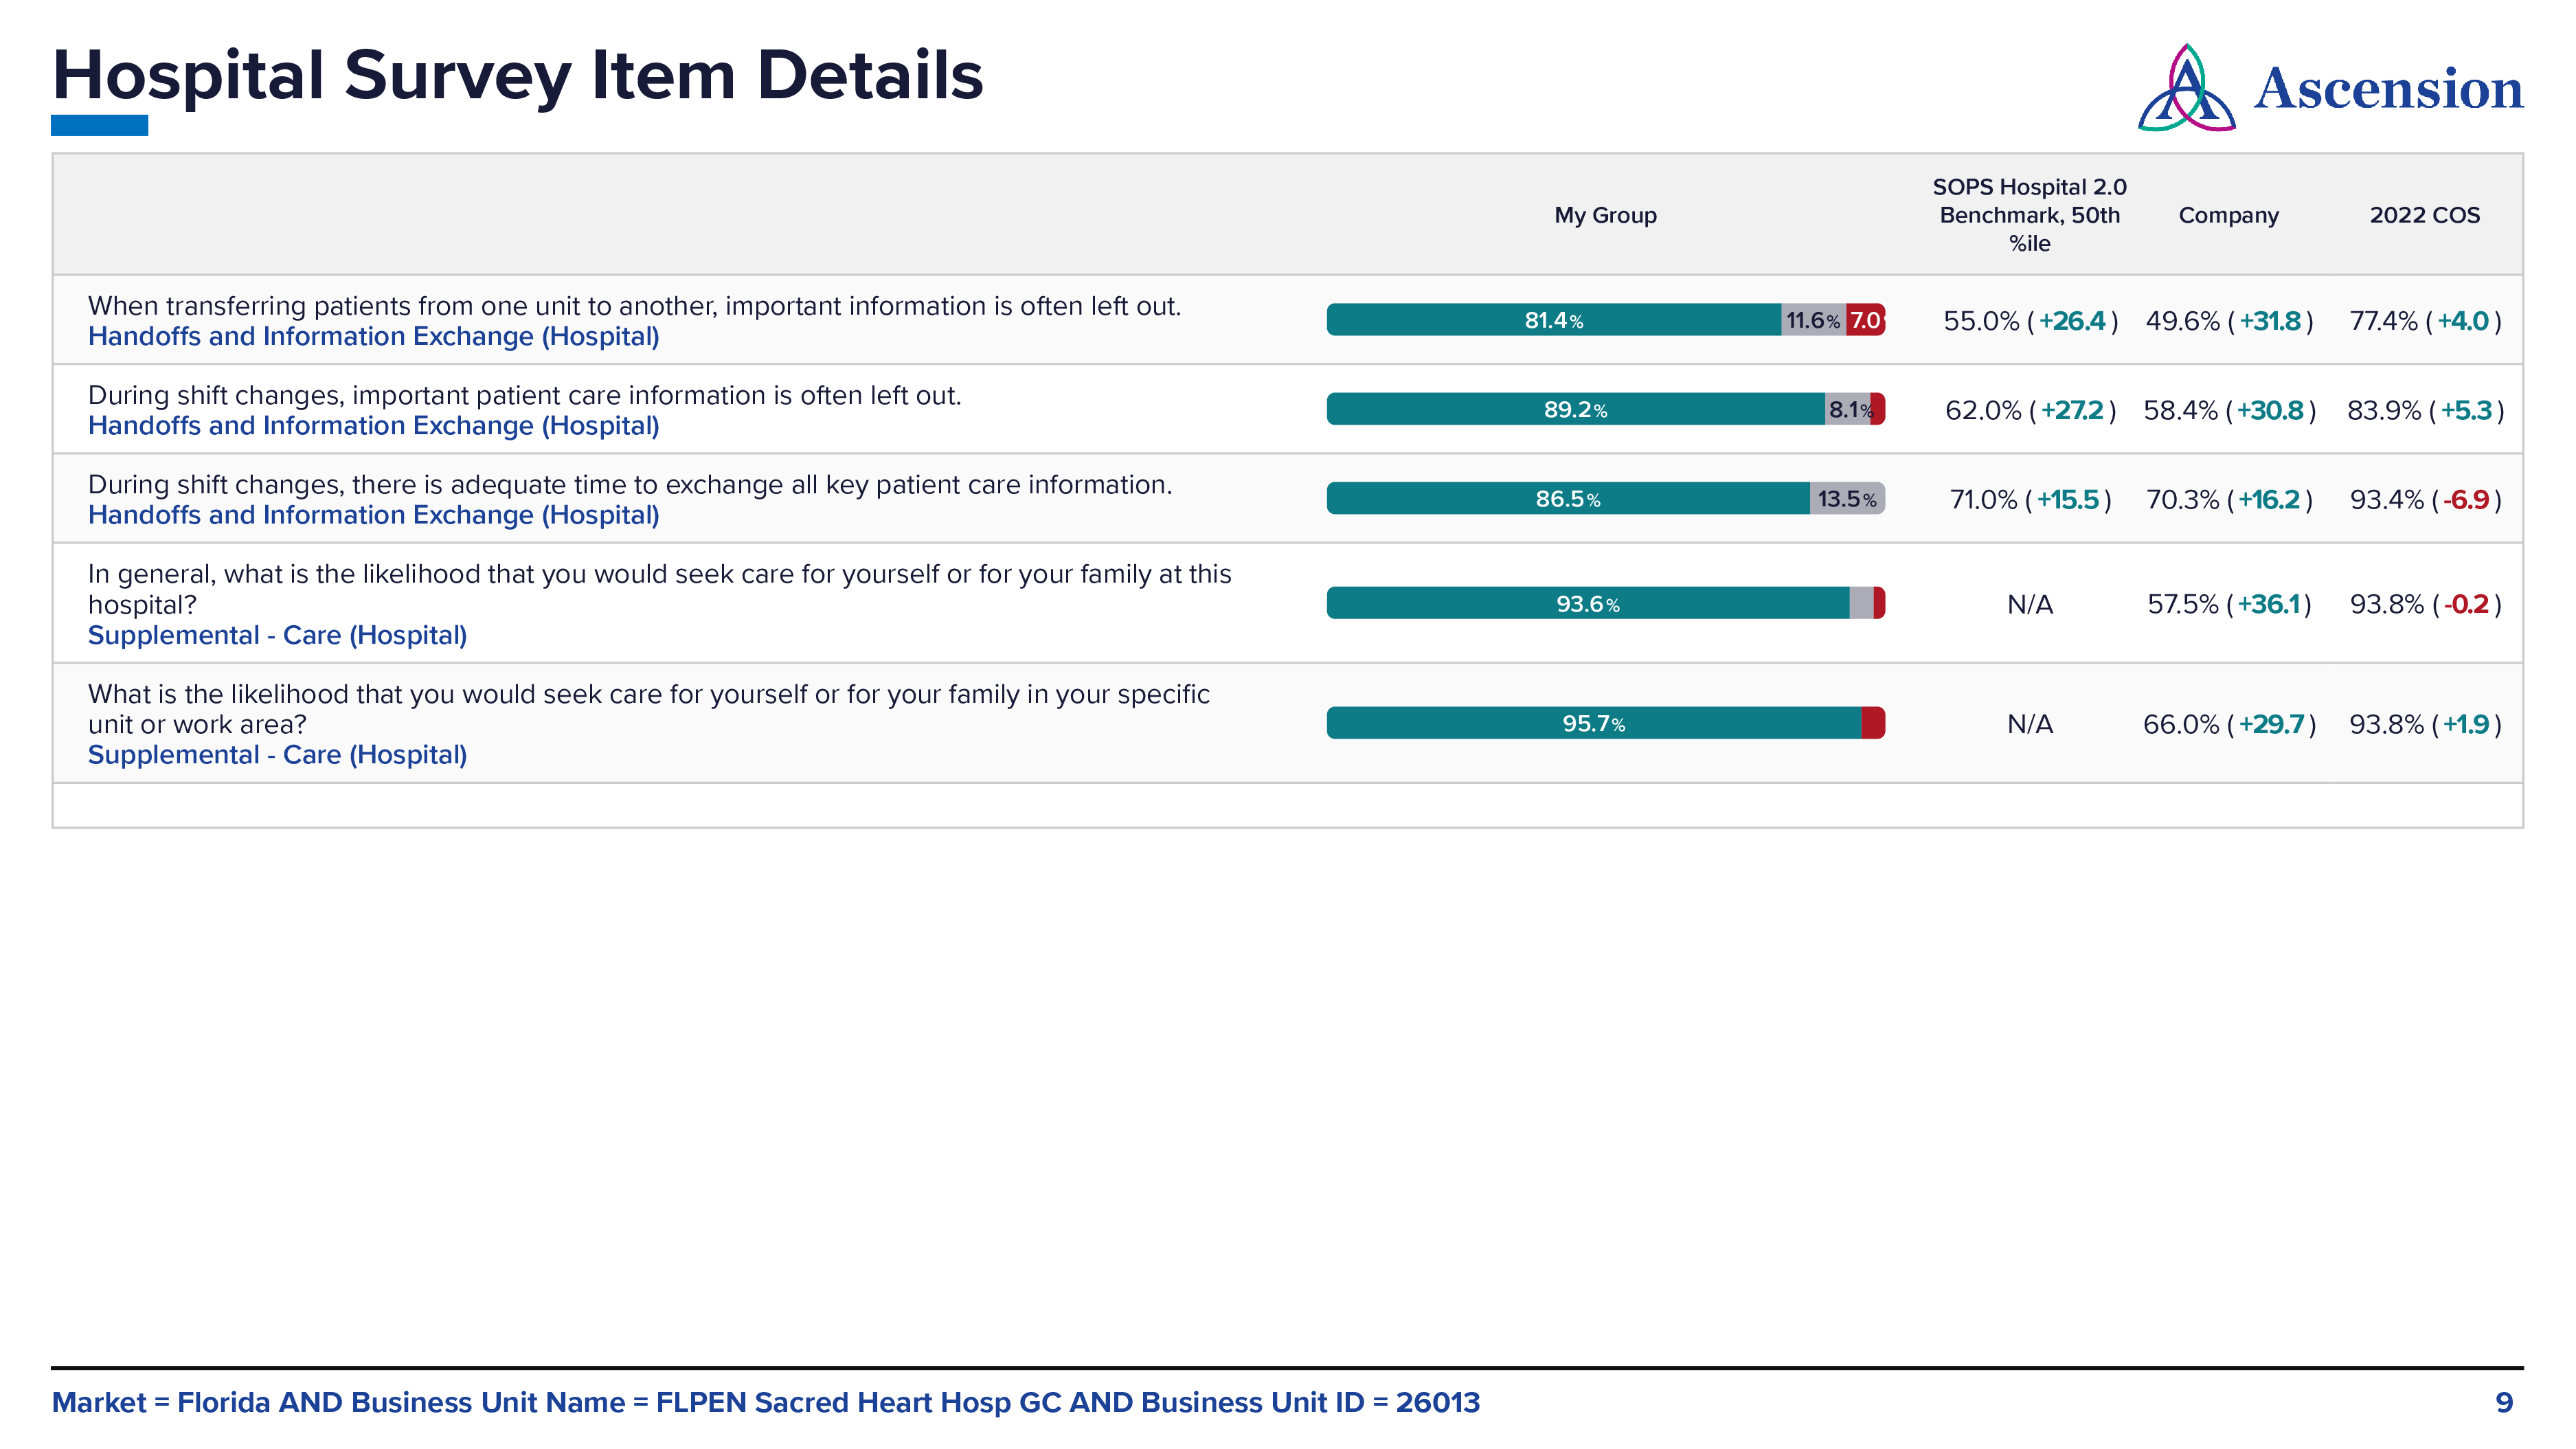 Hospital Survey Item Details
Ascension
My Group
SOPS Hospital 2.0
Benchmark, 50th
%ile
Company
2022 COS
When transferring patients from one unit to another, important information is often left out.
Handoffs and Information Exchange (Hospital)
81.4% 11.6% 7.0
55.0% ( +26.4 ) 49.6% ( +31.8 ) 77.4% ( +4.0 )
During shift changes, important patient care information is often left out.
Handoffs and Information Exchange (Hospital)
89.2% 8.1%
62.0% ( +27.2 ) 58.4% ( +30.8 ) 83.9% ( +5.3 )
During shift changes, there is adequate time to exchange all key patient care information.
Handoffs and Information Exchange (Hospital)
86.5% 13.5%
71.0% ( +15.5 ) 70.3% ( +16.2 ) 93.4% ( -6.9 )
In general, what is the likelihood that you would seek care for yourself or for your family at this
hospital?
Supplemental - Care (Hospital)
93.6%
N/A 57.5% ( +36.1 ) 93.8% ( -0.2 )
What is the likelihood that you would seek care for yourself or for your family in your specific
unit or work area?
Supplemental - Care (Hospital)
95.7%
N/A 66.0% ( +29.7 ) 93.8% ( +1.9 )
Market = Florida AND Business Unit Name = FLPEN Sacred Heart Hosp GC AND Business Unit ID = 26013
9